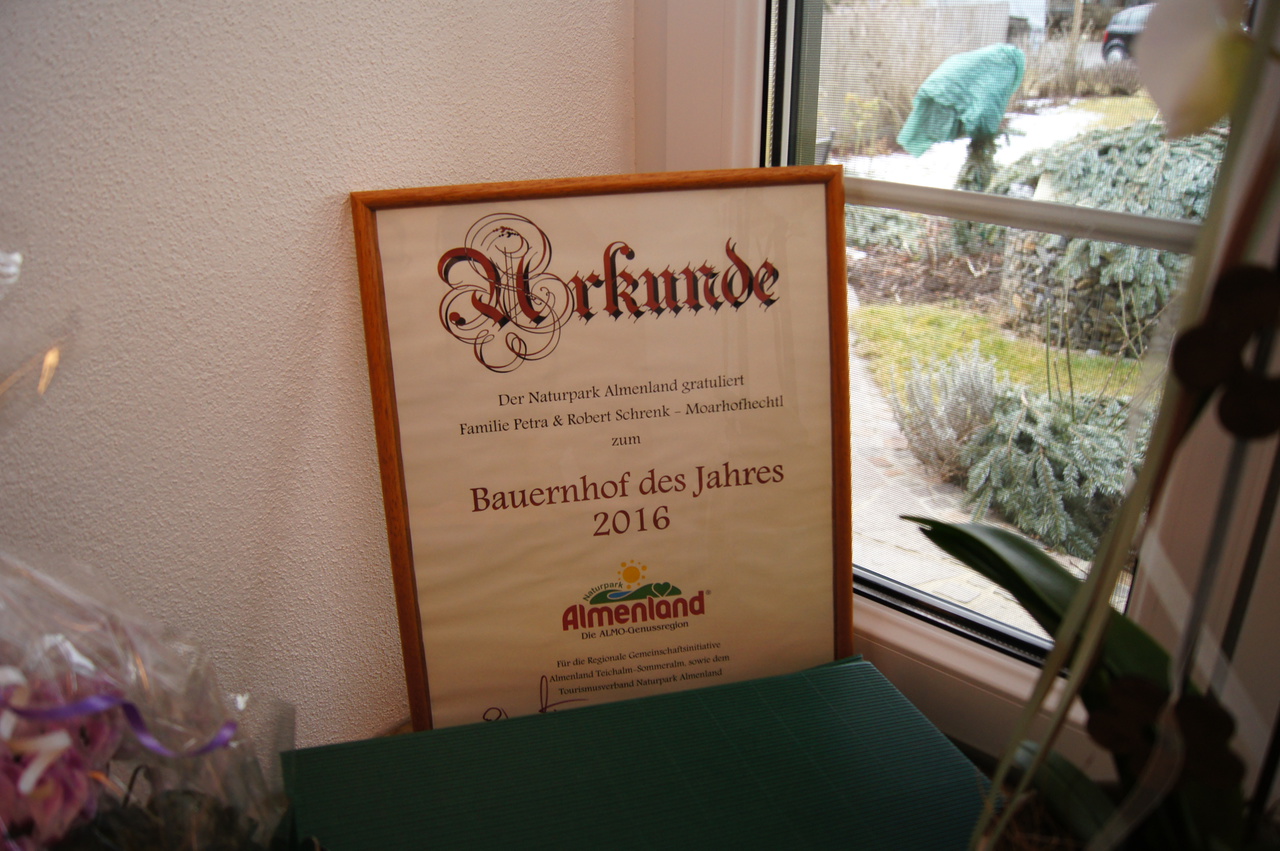 Urkunde
Der Naturpark Almenland gratuliert
Familie Petra & Robert Schrenk – Moarhofhechtl
zum
Bauernhof des Jahres
2016
Naturpark
Almenland®
Die ALMO-Genussregion
Für die Regionale Gemeinschaftsinitiative
Almenland Teichalm-Sommeralm, sowie dem
Tourismusverband Naturpark Almenland